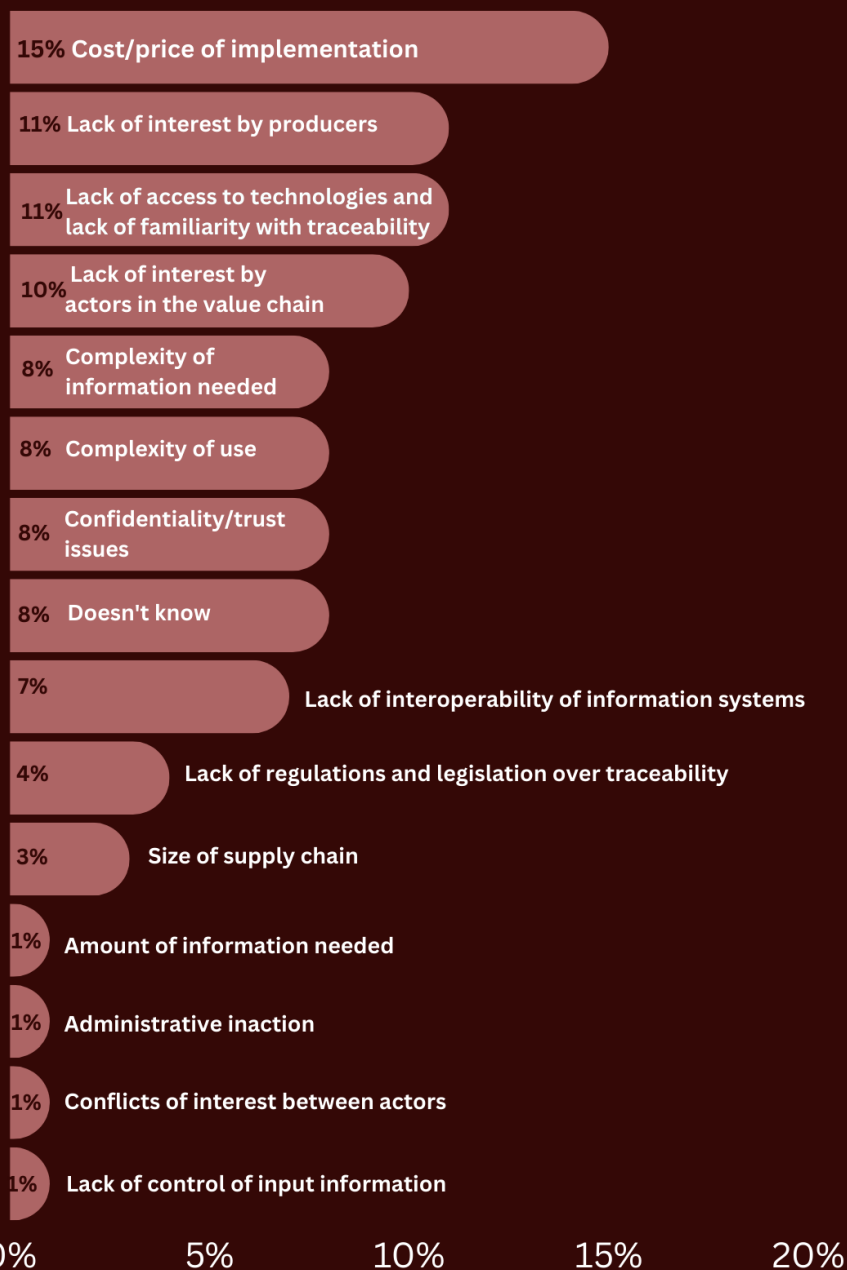 15% Cost/price of implementation
11% Lack of interest by producers
Lack of access to technologies and
11%
lack of familiarity with traceability
Lack of interest by
10%
actors in the value chain
Complexity of
8%
information needed
8% Complexity of use
Confidentiality/trust
8%
issues
8% Doesn't know
7%
Lack of interoperability of information systems
4% Lack of regulations and legislation over traceability
3% Size of supply chain
1% Amount of information needed
1% Administrative inaction
1% Conflicts of interest between actors
1% Lack of control of input information
0% 5% 10% 15% 20%